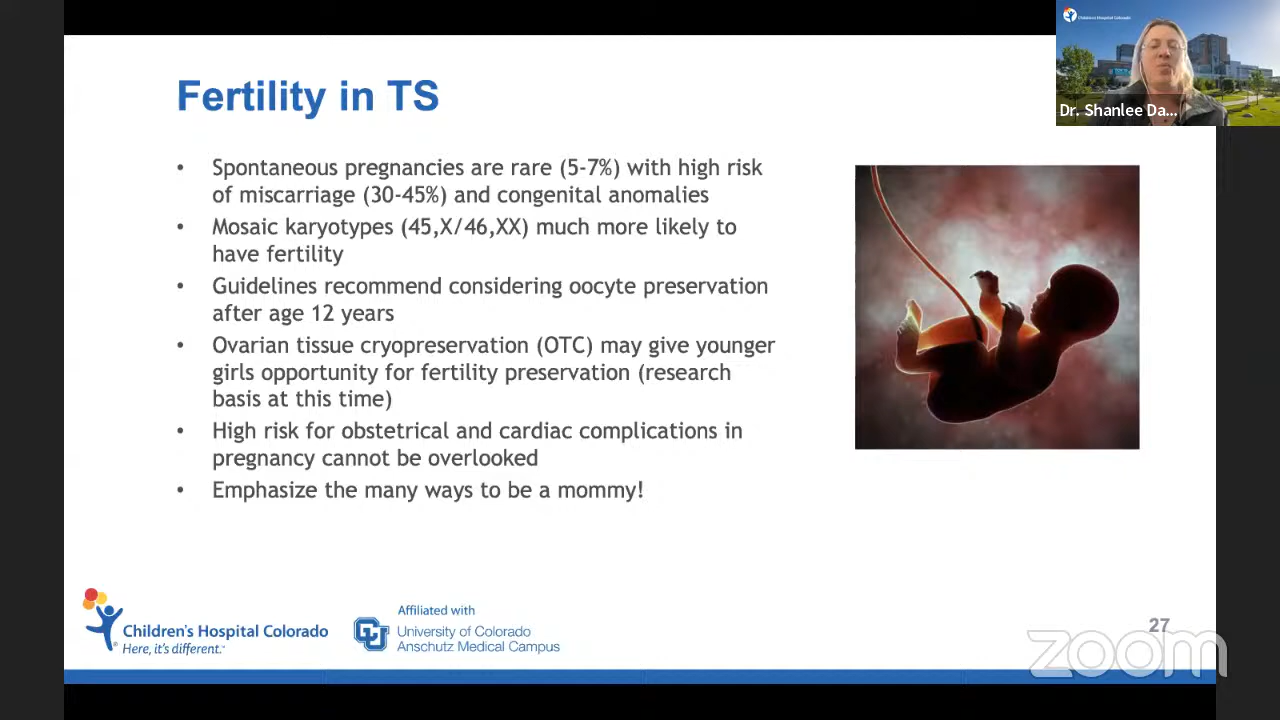 Children's Hospital Colorado
Dr. Shanlee Da...
Fertility in TS
• Spontaneous pregnancies are rare (5-7%) with high risk
of miscarriage (30-45%) and congenital anomalies
• Mosaic karyotypes (45,X/46,XX) much more likely to
have fertility
• Guidelines recommend considering oocyte preservation
after age 12 years
• Ovarian tissue cryopreservation (OTC) may give younger
girls opportunity for fertility preservation (research
basis at this time)
• High risk for obstetrical and cardiac complications in
pregnancy cannot be overlooked
• Emphasize the many ways to be a mommy!
Children's Hospital Colorado
Here, it's different.™
Affiliated with
University of Colorado
Anschutz Medical Campus
27
zoom